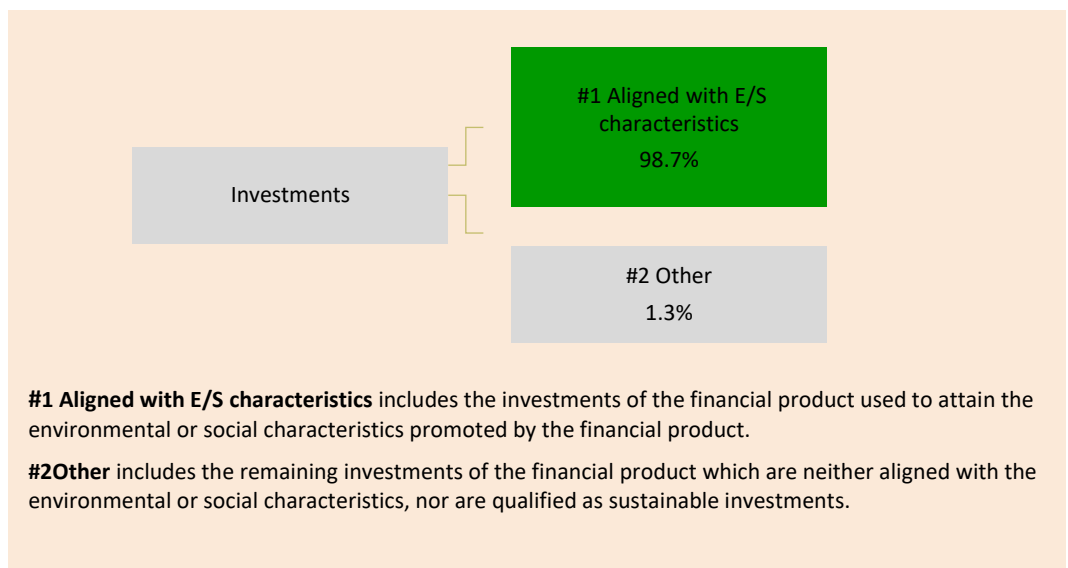 #1 Aligned with E/S
characteristics
98.7%
Investments
#2 Other
1.3%
#1 Aligned with E/S characteristics includes the investments of the financial product used to attain the
environmental or social characteristics promoted by the financial product.
#2Other includes the remaining investments of the financial product which are neither aligned with the
environmental or social characteristics, nor are qualified as sustainable investments.